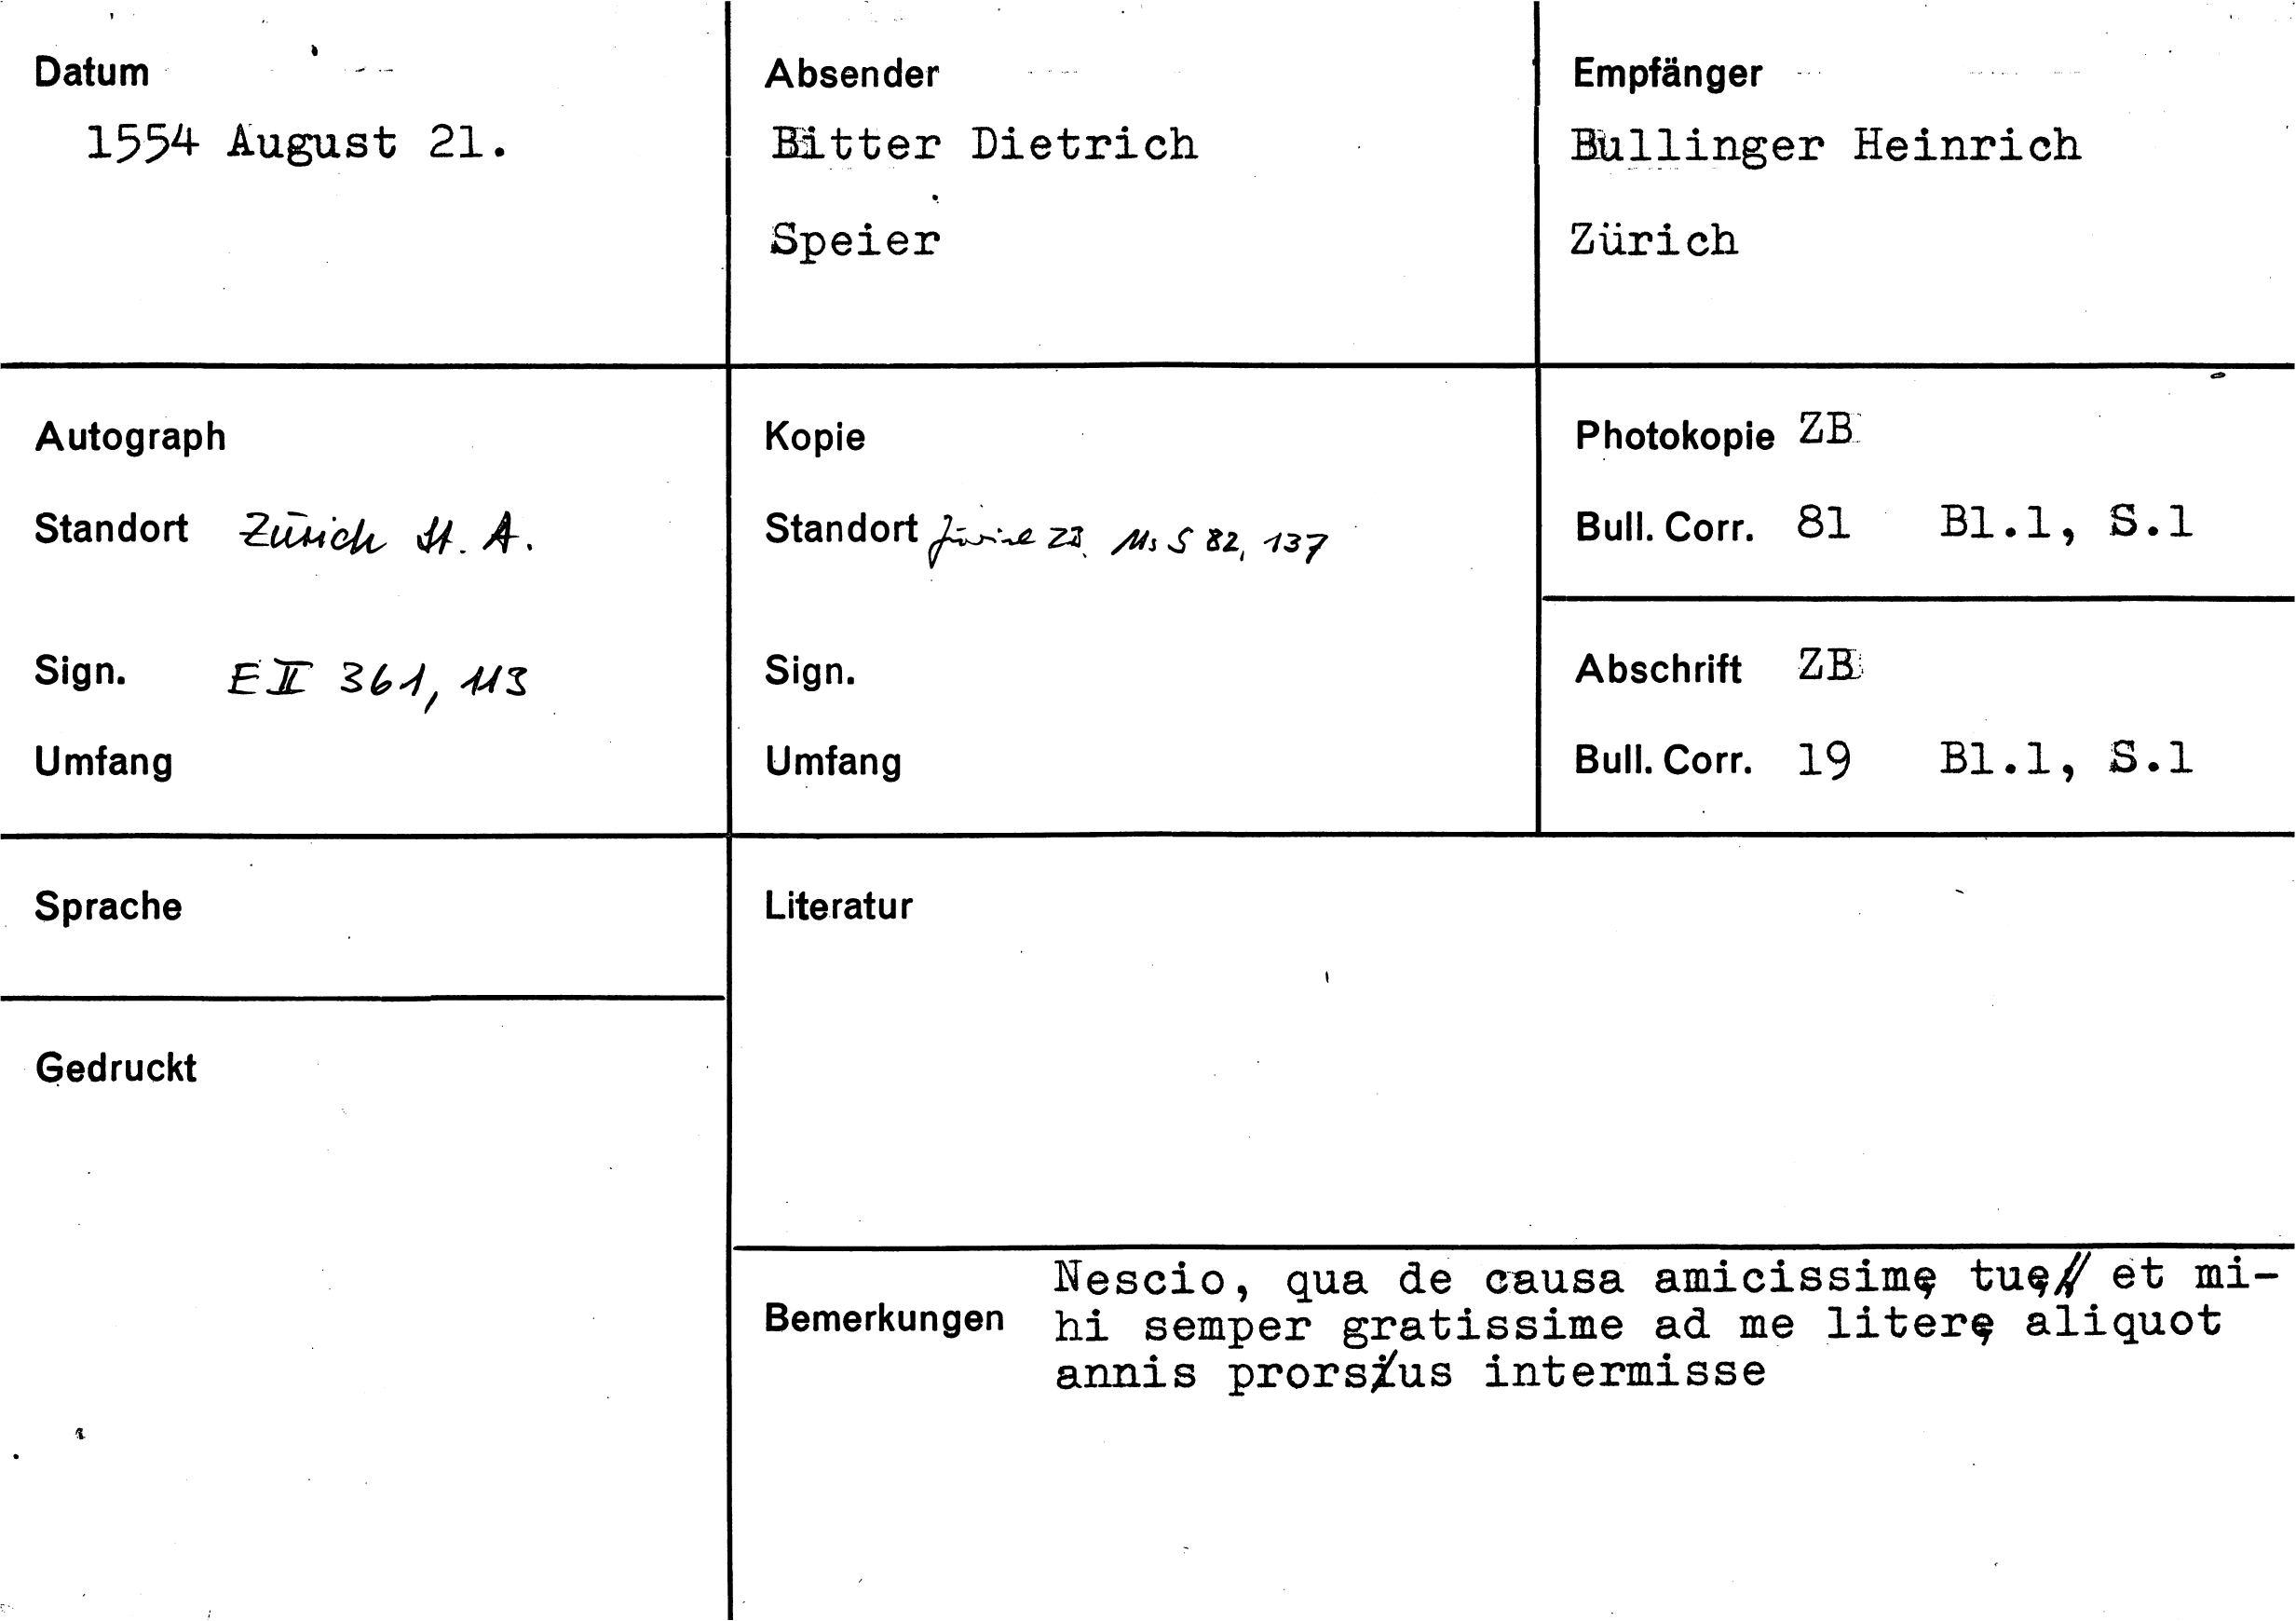 Datum
1554 August 21.
Absender
Bitter Dietrich
Speier
Empfänger
Bullinger Heinrich
Zürich
Autograph
Standort Zürich St. A.
Sign. E II 361, 113
Umfang
Kopie
Standort Zürich ZB. Ms S 82, 137
Sign.
Umfang
Photokopie ZB
Bull. Corr. 81 Bl.1, S.1
Abschrift ZB
Bull. Corr. 19 Bl.1, S.1
Sprache
Gedruckt
Literatur
Bemerkungen
Nescio, qua de causa amicissimę tuę et mi-
hi semper gratissime ad me literę aliquot
annis prorsus intermisse